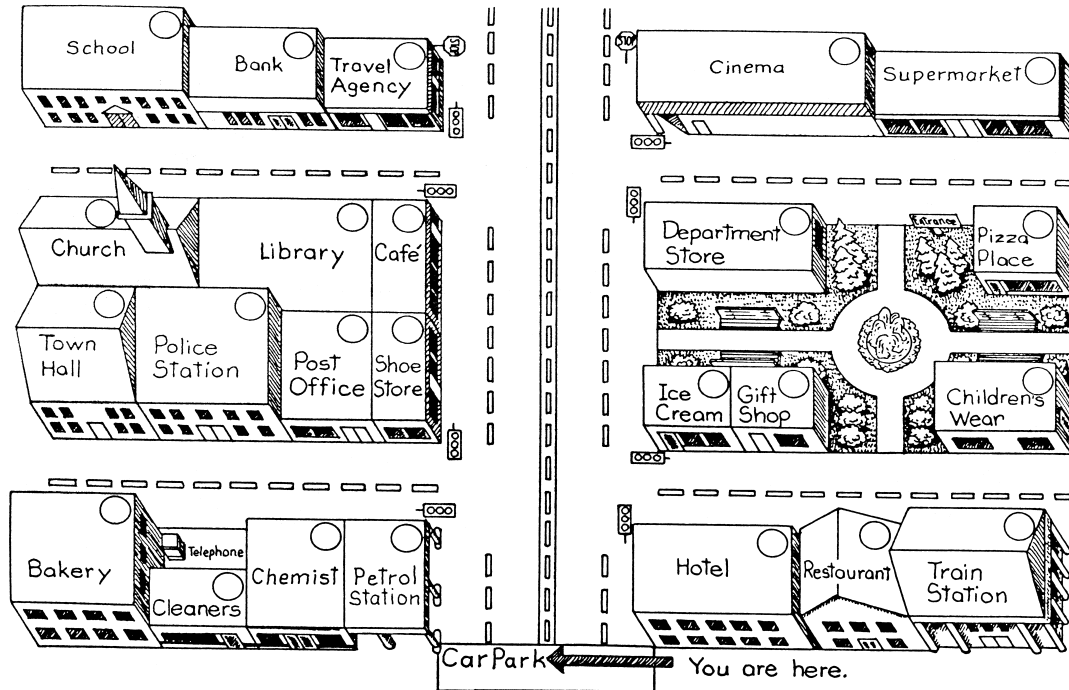 School
Bank
Travel
Agency
STOP
STOP
Cinema
Supermarket
Church
Library
Café
Department
Store
Entrance
Pizza
Place
Town
Hall
Police
Station
Post
Office
Shoe
Store
Ice
Cream
Gift
Shop
Children's
Wear
Bakery
Telephone
Cleaners
Chemist
Petrol
Station
Hotel
Restaurant
Train
Station
Car Park
You are here.